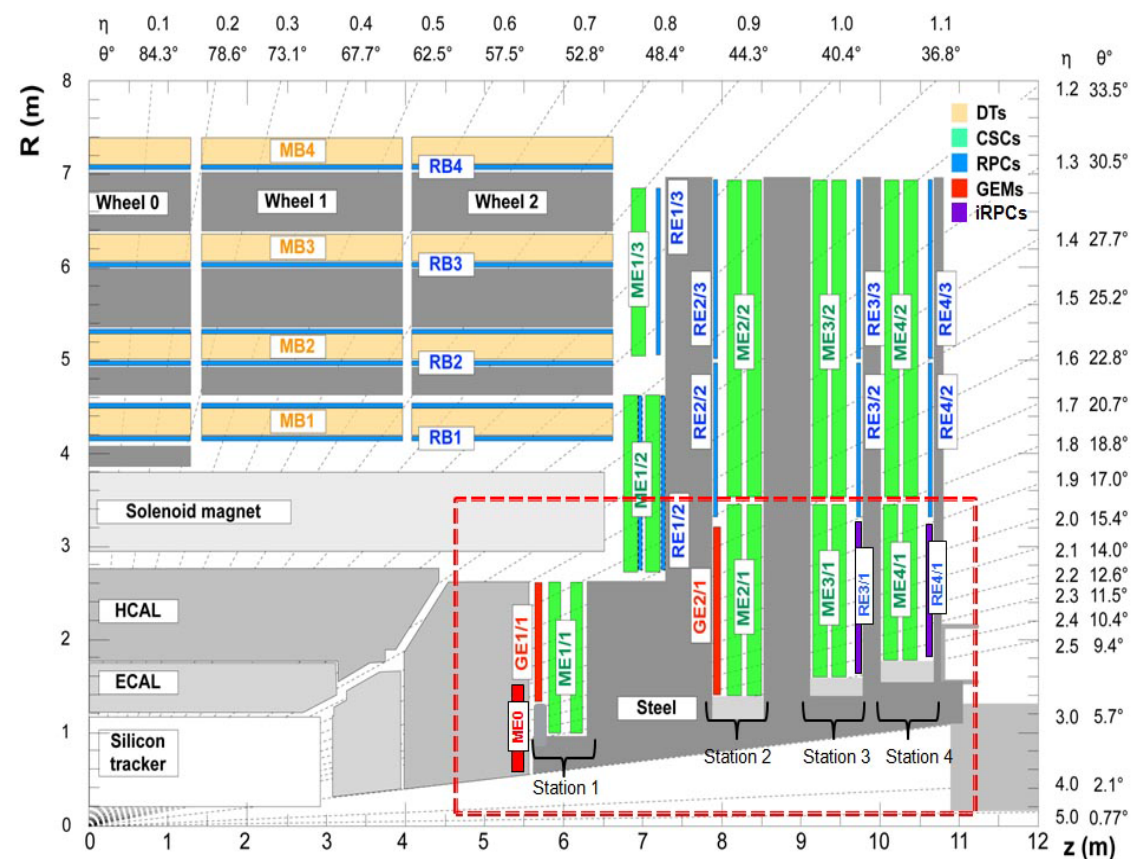 η 0.1 0.2 0.3 0.4 0.5 0.6 0.7 0.8 0.9 1.0 1.1 η θ°
θ° 84.3° 78.6° 73.1° 67.7° 62.5° 57.5° 52.8° 48.4° 44.3° 40.4° 36.8°
R (m)
8
7
6
5
4
3
2
1
0
1.2 33.5°
1.3 30.5°
1.4 27.7°
1.5 25.2°
1.6 22.8°
1.7 20.7°
1.8 18.8°
1.9 17.0°
2.0 15.4°
2.1 14.0°
2.2 12.6°
2.3 11.5°
2.4 10.4°
2.5 9.4°
3.0 5.7°
4.0 2.1°
5.0 0.77°
DTs
CSCs
RPCs
GEMs
iRPCs
MB4
RB4
Wheel 0
Wheel 1
Wheel 2
MB3
RB3
MB2
RB2
MB1
RB1
Solenoid magnet
HCAL
ECAL
Silicon
tracker
Steel
ME1/3
RE1/3
RE2/3
ME2/2
ME3/2
RE3/3
ME4/2
RE4/3
RE2/2
RE3/2
RE4/2
ME1/2
RE1/2
GE1/1
ME1/1
ME0
GE2/1
ME2/1
ME3/1
RE3/1
ME4/1
RE4/1
Station 1
Station 2
Station 3
Station 4
0 1 2 3 4 5 6 7 8 9 10 11 12
z (m)